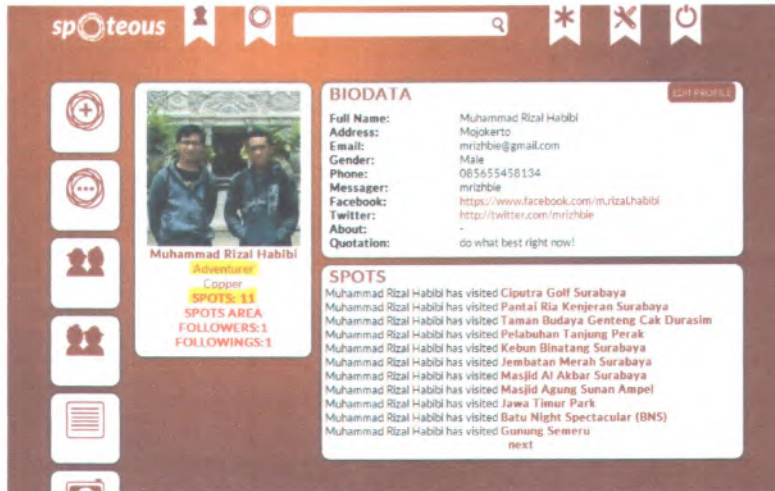 spoteous
Muhammad Rizal Habibi
Adventurer
Copper
SPOTS: 11
SPOTS AREA
FOLLOWERS:1
FOLLOWINGS:1
BIODATA
EDIT PROFILE
Full Name: Muhammad Rizal Habibi
Address: Mojokerto
Email: mrizhbie@gmail.com
Gender: Male
Phone: 085655458134
Messager: mrizhbie
Facebook: https://www.facebook.com/m.rizal.habibi
Twitter: http://twitter.com/mrizhbie
About: -
Quotation: do what best right now!
SPOTS
Muhammad Rizal Habibi has visited Ciputra Golf Surabaya
Muhammad Rizal Habibi has visited Pantai Ria Kenjeran Surabaya
Muhammad Rizal Habibi has visited Taman Budaya Genteng Cak Durasim
Muhammad Rizal Habibi has visited Pelabuhan Tanjung Perak
Muhammad Rizal Habibi has visited Kebun Binatang Surabaya
Muhammad Rizal Habibi has visited Jembatan Merah Surabaya
Muhammad Rizal Habibi has visited Masjid Al Akbar Surabaya
Muhammad Rizal Habibi has visited Masjid Agung Sunan Ampel
Muhammad Rizal Habibi has visited Jawa Timur Park
Muhammad Rizal Habibi has visited Batu Night Spectacular (BNS)
Muhammad Rizal Habibi has visited Gunung Semeru
next